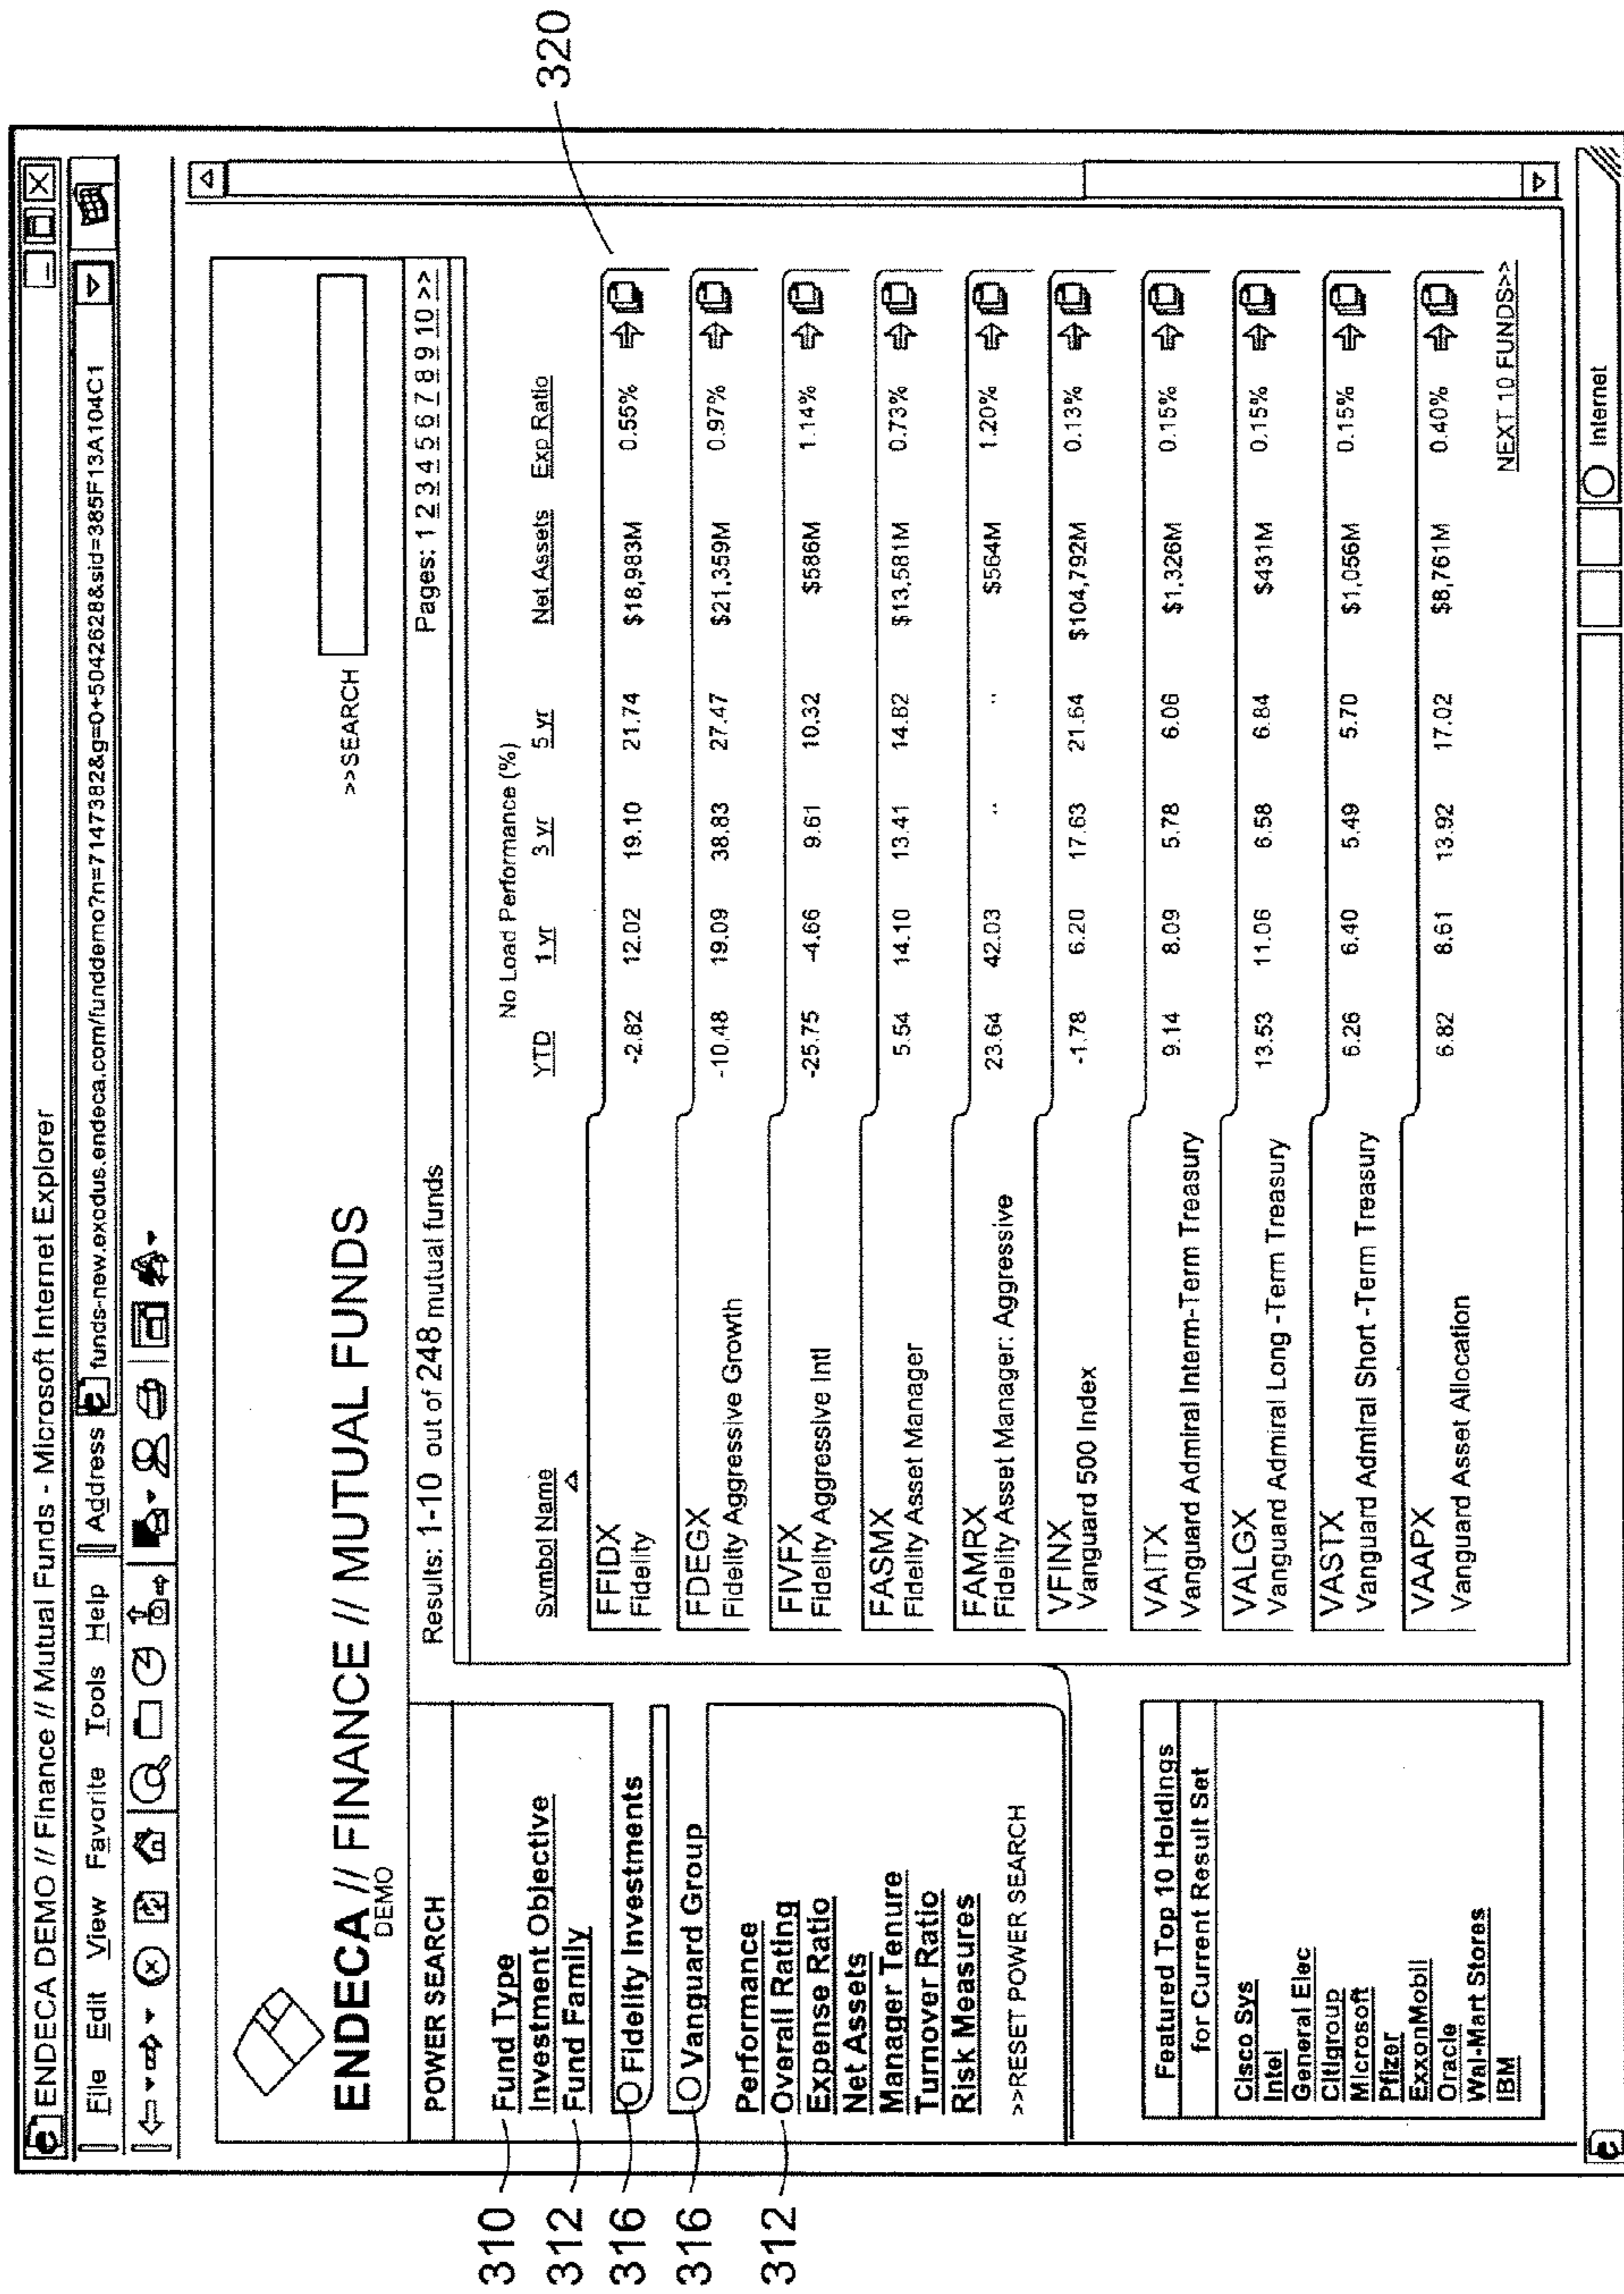 ENDECA DEMO // Finance // Mutual Funds - Microsoft Internet Explorer
File Edit View Favorite Tools Help
Address funds-new.exodus.endeca.com/funddemo?n=7147382&g=0+5042628&sid=385F13A104C1
ENDECA // FINANCE // MUTUAL FUNDS
DEMO
>>SEARCH
POWER SEARCH
Results: 1-10 out of 248 mutual funds
Pages: 1 2 3 4 5 6 7 8 9 10 >>
310
Fund Type
Investment Objective
312
Fund Family
316
Fidelity Investments
316
Vanguard Group
Performance
312
Overall Rating
Expense Ratio
Net Assets
Manager Tenure
Turnover Ratio
Risk Measures
>>RESET POWER SEARCH
Featured Top 10 Holdings
for Current Result Set
Cisco Sys
Intel
General Elec
Citigroup
Microsoft
Pfizer
ExxonMobil
Oracle
Wal-Mart Stores
IBM
No Load Performance (%)
Symbol Name YTD 1 yr 3 yr 5 yr Net Assets Exp Ratio
320
FFIDX
Fidelity -2.82 12.02 19.10 21.74 $18,983M 0.55%
FDEGX
Fidelity Aggressive Growth -10.48 19.09 38.83 27.47 $21,359M 0.97%
FIVFX
Fidelity Aggressive Intl -25.75 -4.66 9.61 10.32 $586M 1.14%
FASMX
Fidelity Asset Manager 5.54 14.10 13.41 14.82 $13,581M 0.73%
FAMRX
Fidelity Asset Manager: Aggressive 23.64 42.03 -- -- $564M 1.20%
VFINX
Vanguard 500 Index -1.78 6.20 17.63 21.64 $104,792M 0.13%
VAITX
Vanguard Admiral Interm-Term Treasury 9.14 8.09 5.78 6.06 $1,326M 0.15%
VALGX
Vanguard Admiral Long -Term Treasury 13.53 11.06 6.58 6.84 $431M 0.15%
VASTX
Vanguard Admiral Short -Term Treasury 6.26 6.40 5.49 5.70 $1,056M 0.15%
VAAPX
Vanguard Asset Allocation 6.82 8.61 13.92 17.02 $8,761M 0.40%
NEXT 10 FUNDS>>
Internet